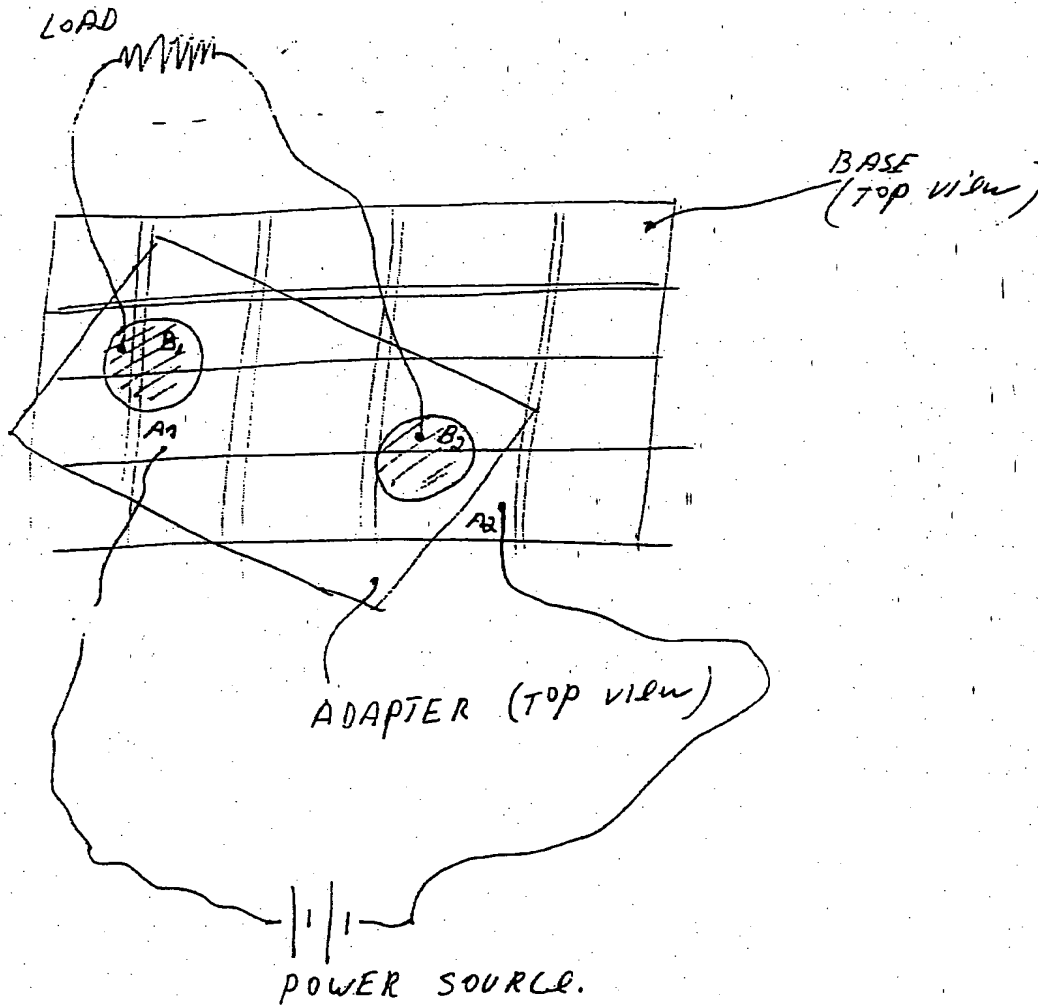 LOAD
BASE
(TOP view)
B1
A1
B2
A2
ADAPTER (TOP view)
POWER SOURCE.